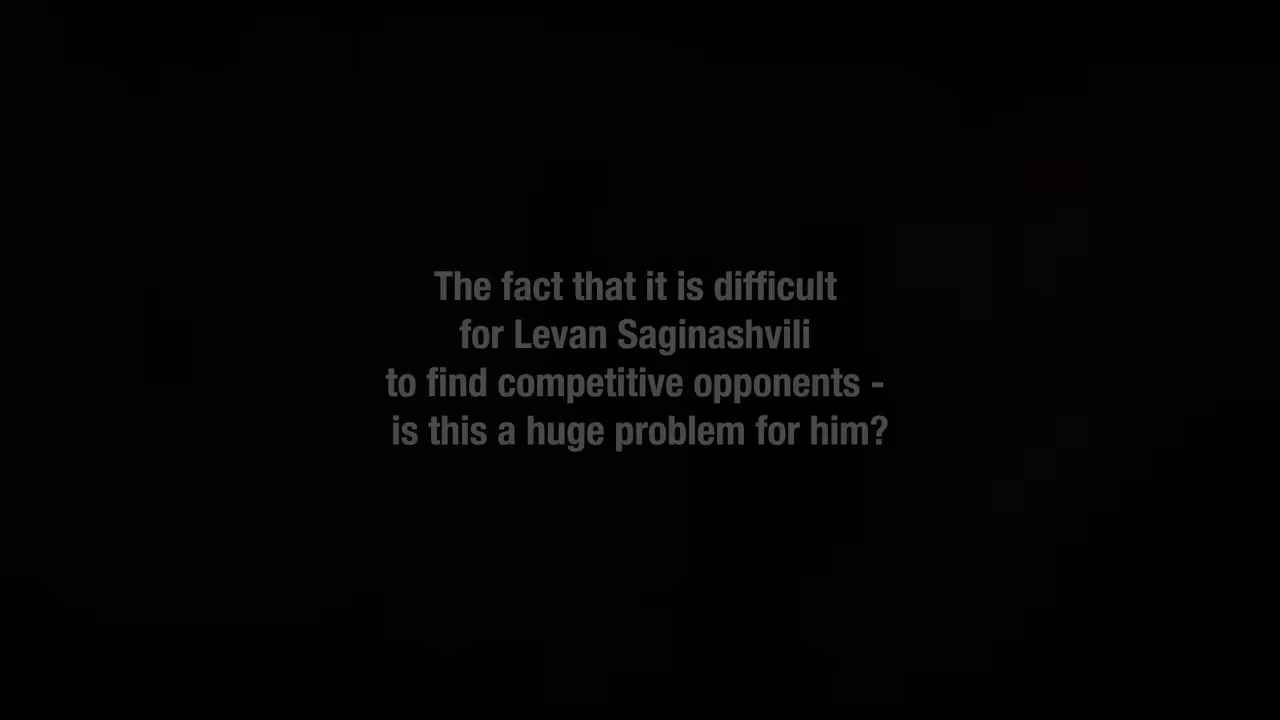 The fact that it is difficult
for Levan Saginashvili
to find competitive opponents -
is this a huge problem for him?